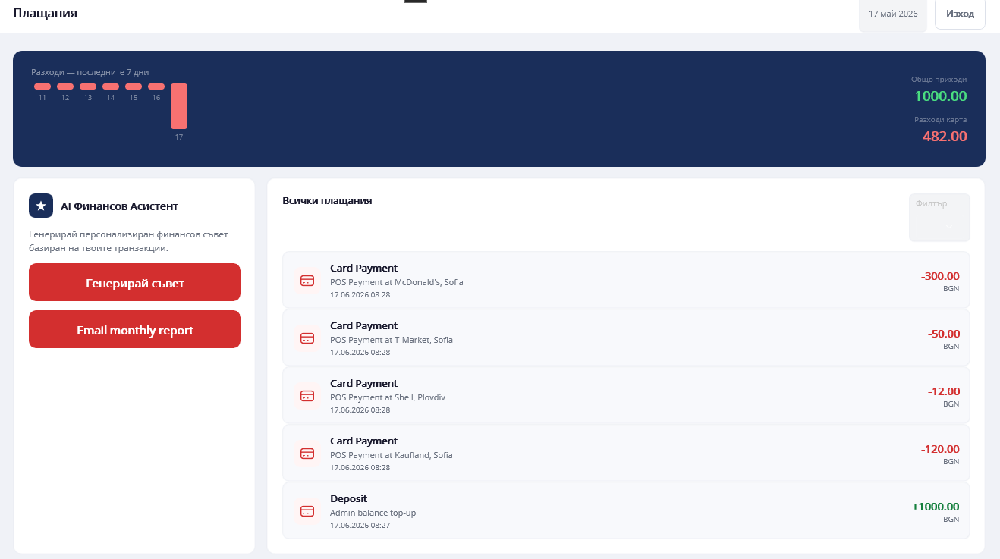 Плащания
17 май 2026
Изход
Разходи — последните 7 дни
11 12 13 14 15 16
17
Общо приходи
1000.00
Разходи карта
482.00
AI Финансов Асистент
Генерирай персонализиран финансов съвет
базиран на твоите транзакции.
Генерирай съвет
Email monthly report
Всички плащания
Филтър
Card Payment
POS Payment at McDonald's, Sofia
17.06.2026 08:28
-300.00
BGN
Card Payment
POS Payment at T-Market, Sofia
17.06.2026 08:28
-50.00
BGN
Card Payment
POS Payment at Shell, Plovdiv
17.06.2026 08:28
-12.00
BGN
Card Payment
POS Payment at Kaufland, Sofia
17.06.2026 08:28
-120.00
BGN
Deposit
Admin balance top-up
17.06.2026 08:27
+1000.00
BGN